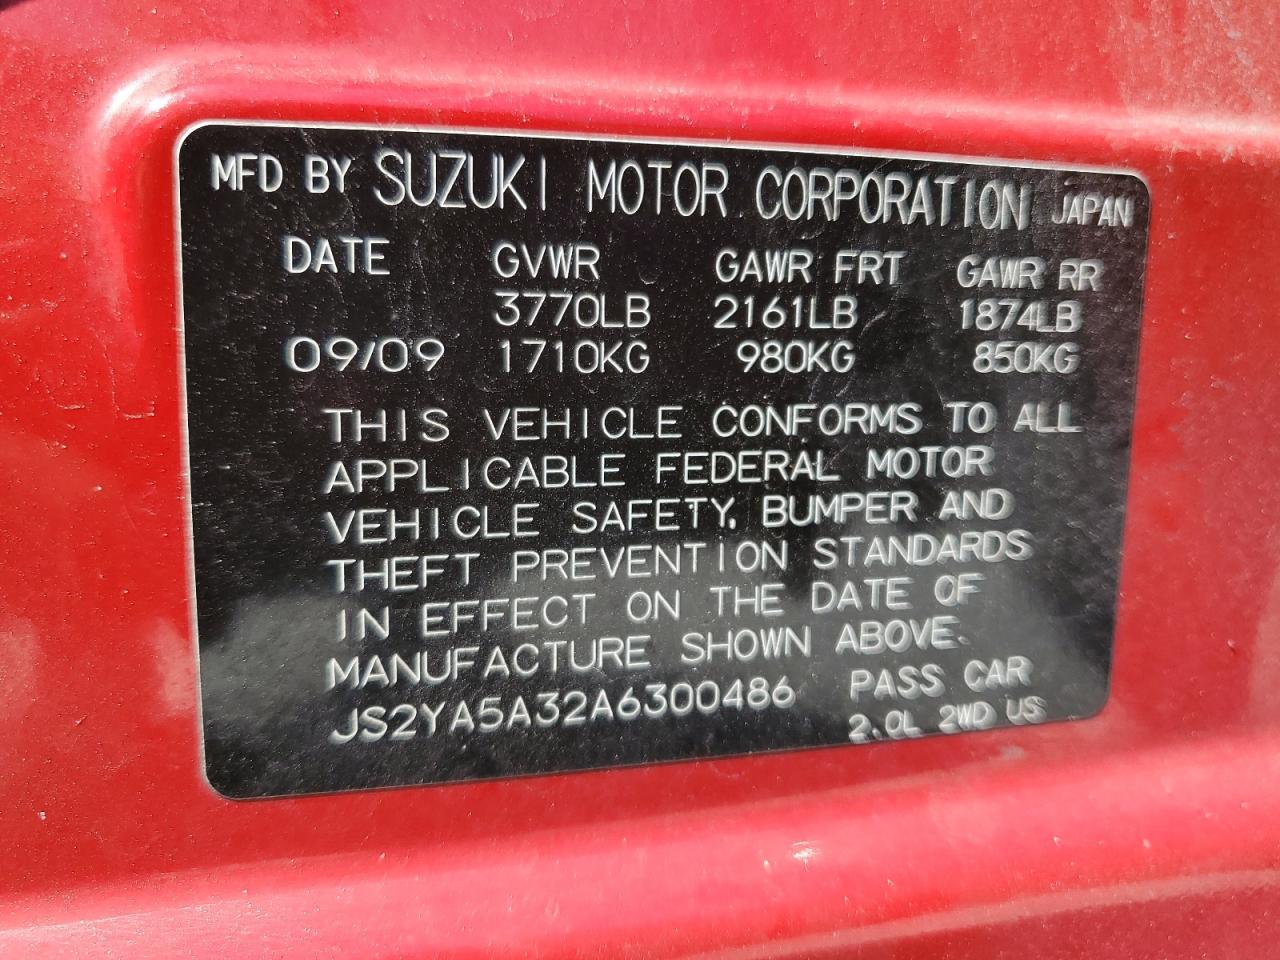 MFD BY SUZUKI MOTOR CORPORATION JAPAN
DATE GVWR GAWR FRT GAWR RR
3770LB 2161LB 1874LB
09/09 1710KG 980KG 850KG
THIS VEHICLE CONFORMS TO ALL
APPLICABLE FEDERAL MOTOR
VEHICLE SAFETY, BUMPER AND
THEFT PREVENTION STANDARDS
IN EFFECT ON THE DATE OF
MANUFACTURE SHOWN ABOVE.
JS2YA5A32A6300486 PASS CAR
2.0L 2WD US